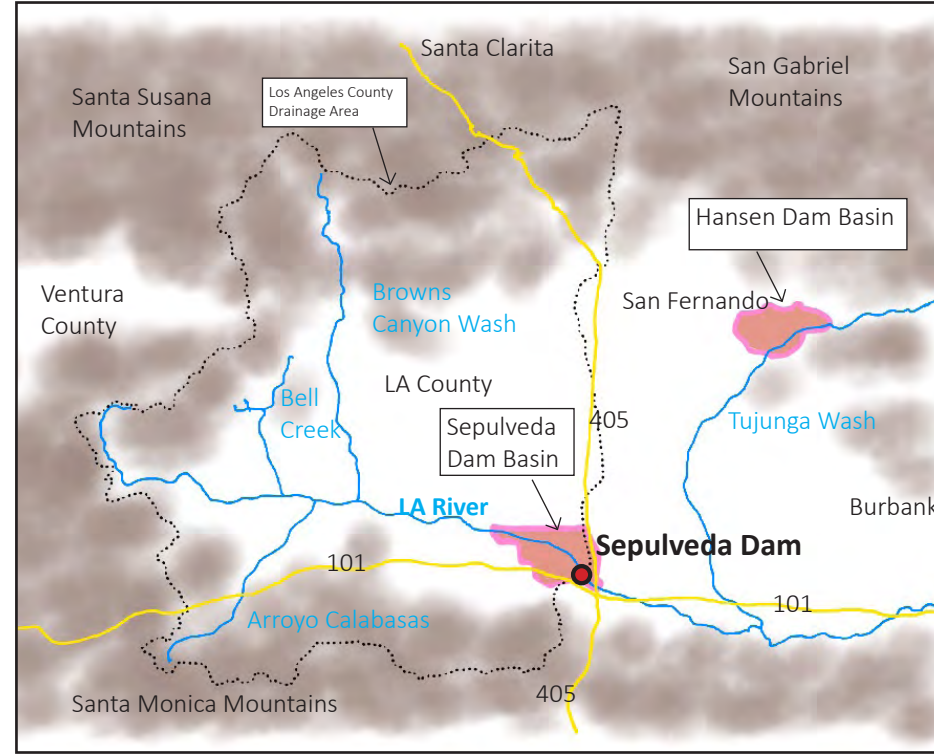 Santa Clarita
San Gabriel
Mountains
Santa Susana
Mountains
Los Angeles County
Drainage Area
Hansen Dam Basin
Ventura
County
Browns
Canyon Wash
San Fernando
LA County
Bell
Creek
405
Sepulveda
Dam Basin
Tujunga Wash
LA River
Burbank
Sepulveda Dam
101
101
Arroyo Calabasas
Santa Monica Mountains
405